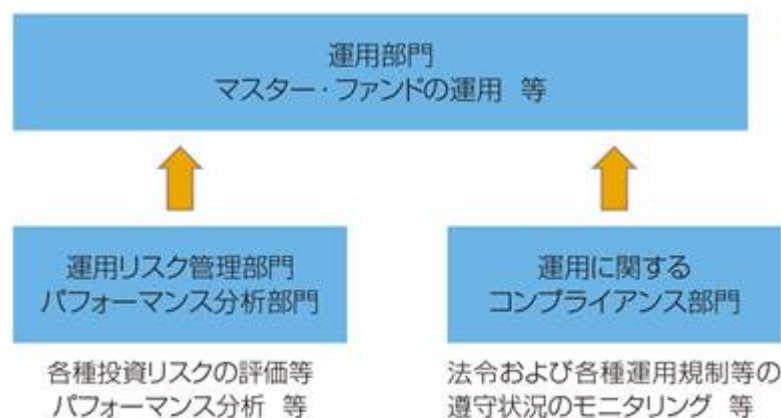 運用部門
マスター・ファンドの運用 等
運用リスク管理部門
パフォーマンス分析部門
運用に関する
コンプライアンス部門
各種投資リスクの評価等
パフォーマンス分析 等
法令および各種運用規制等の
遵守状況のモニタリング 等